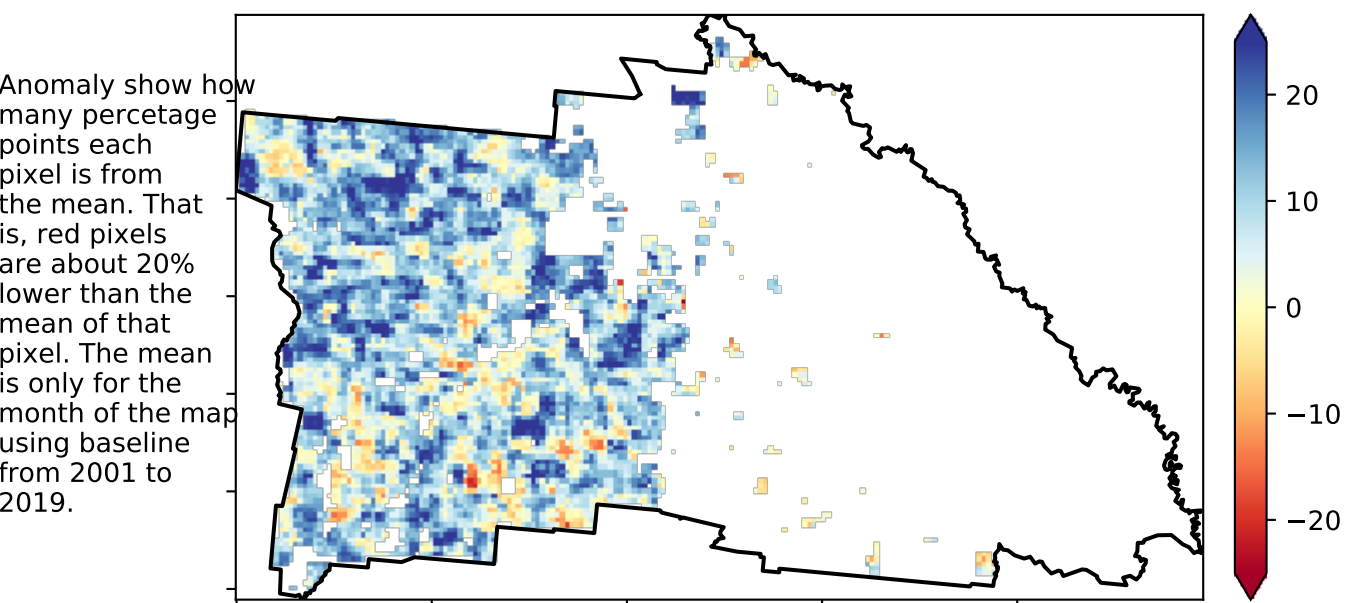 Anomaly show how
many percetage
points each
pixel is from
the mean. That
is, red pixels
are about 20%
lower than the
mean of that
pixel. The mean
is only for the
month of the map
using baseline
from 2001 to
2019.
20
10
0
−10
−20